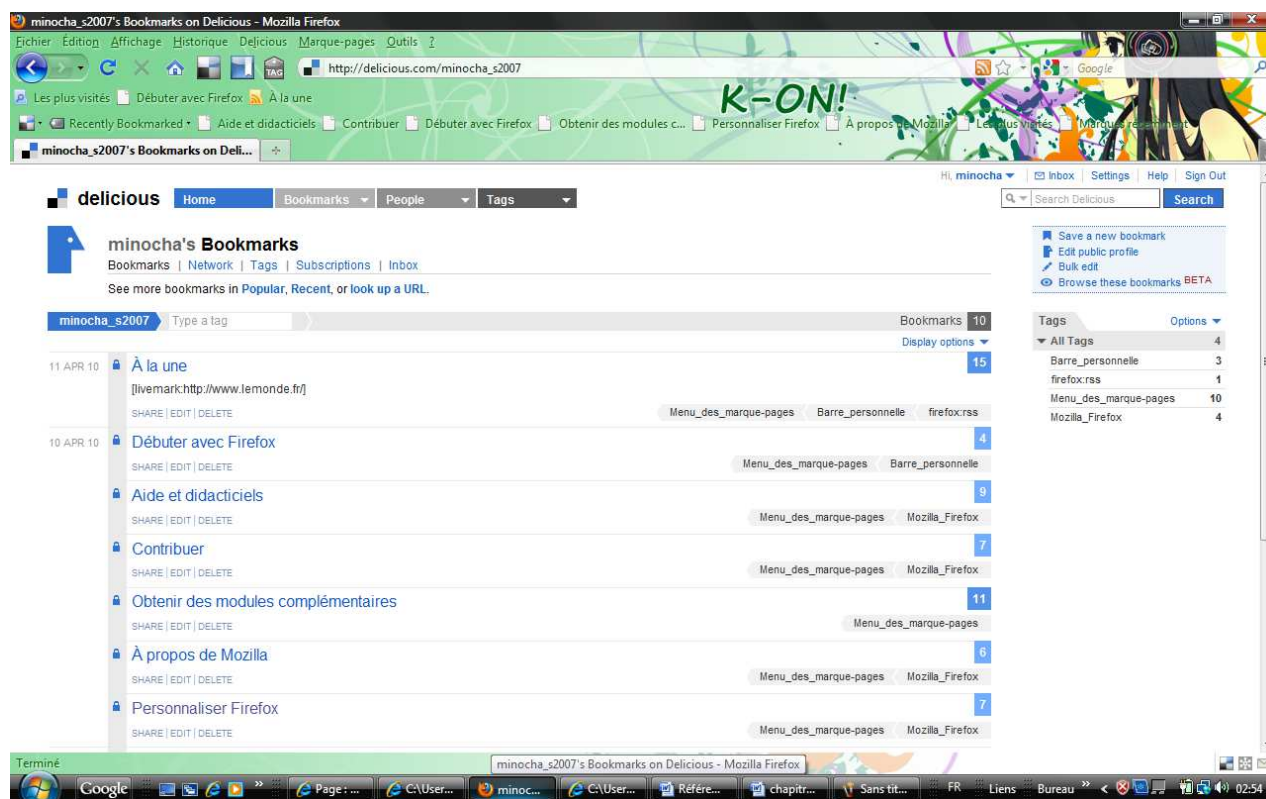 minocha_s2007's Bookmarks on Delicious - Mozilla Firefox
Fichier Édition Affichage Historique Delicious Marque-pages Outils ?
TAG http://delicious.com/minocha_s2007 Google
Les plus visités Débuter avec Firefox À la une
K-ON!
Recently Bookmarked Aide et didacticiels Contribuer Débuter avec Firefox Obtenir des modules c... Personnaliser Firefox À propos de Mozilla Les plus visités Marqués récemment
minocha_s2007's Bookmarks on Deli...
Hi, minocha Inbox Settings Help Sign Out
delicious Home Bookmarks People Tags Search Delicious Search
minocha's Bookmarks
Bookmarks | Network | Tags | Subscriptions | Inbox
See more bookmarks in Popular, Recent, or look up a URL.
Save a new bookmark
Edit public profile
Bulk edit
Browse these bookmarks BETA
minocha_s2007 Type a tag Bookmarks 10
Display options
Tags Options
All Tags 4
Barre_personnelle 3
firefox:rss 1
Menu_des_marque-pages 10
Mozilla_Firefox 4
11 APR 10 À la une 15
[livemark:http://www.lemonde.fr/]
SHARE | EDIT | DELETE Menu_des_marque-pages Barre_personnelle firefox:rss
10 APR 10 Débuter avec Firefox 4
SHARE | EDIT | DELETE Menu_des_marque-pages Barre_personnelle
Aide et didacticiels 9
SHARE | EDIT | DELETE Menu_des_marque-pages Mozilla_Firefox
Contribuer 7
SHARE | EDIT | DELETE Menu_des_marque-pages Mozilla_Firefox
Obtenir des modules complémentaires 11
SHARE | EDIT | DELETE Menu_des_marque-pages
À propos de Mozilla 6
SHARE | EDIT | DELETE Menu_des_marque-pages Mozilla_Firefox
Personnaliser Firefox 7
SHARE | EDIT | DELETE Menu_des_marque-pages Mozilla_Firefox
Terminé
minocha_s2007's Bookmarks on Delicious - Mozilla Firefox
Google Page : ... C:\User... minoc... C:\User... Référe... chapitr... Sans tit... FR Liens Bureau 02:54